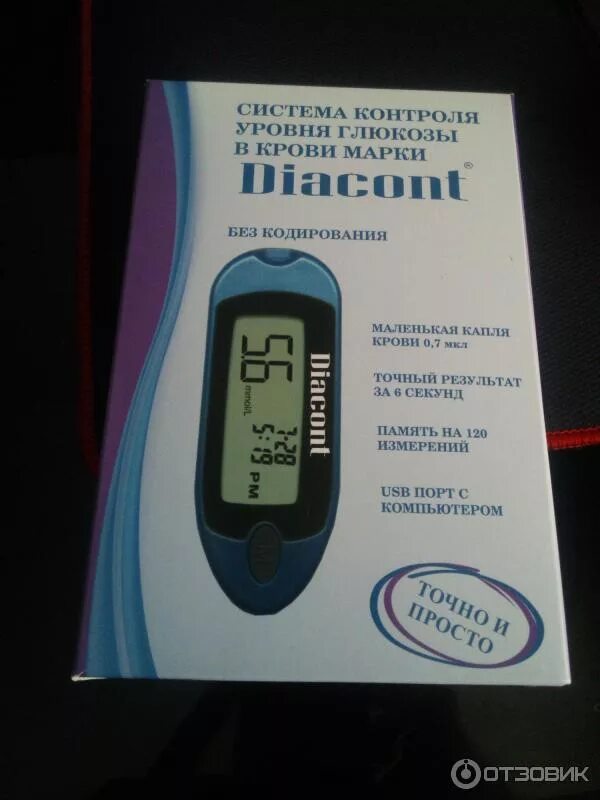 СИСТЕМА КОНТРОЛЯ
УРОВНЯ ГЛЮКОЗЫ
В КРОВИ МАРКИ
Diacont®
БЕЗ КОДИРОВАНИЯ
5.6
mmol/L
7-28
5:19 PM
Diacont
M
МАЛЕНЬКАЯ КАПЛЯ
КРОВИ 0,7 мкл
ТОЧНЫЙ РЕЗУЛЬТАТ
ЗА 6 СЕКУНД
ПАМЯТЬ НА 120
ИЗМЕРЕНИЙ
USB ПОРТ С
КОМПЬЮТЕРОМ
ТОЧНО И
ПРОСТО
ОТЗОВИК